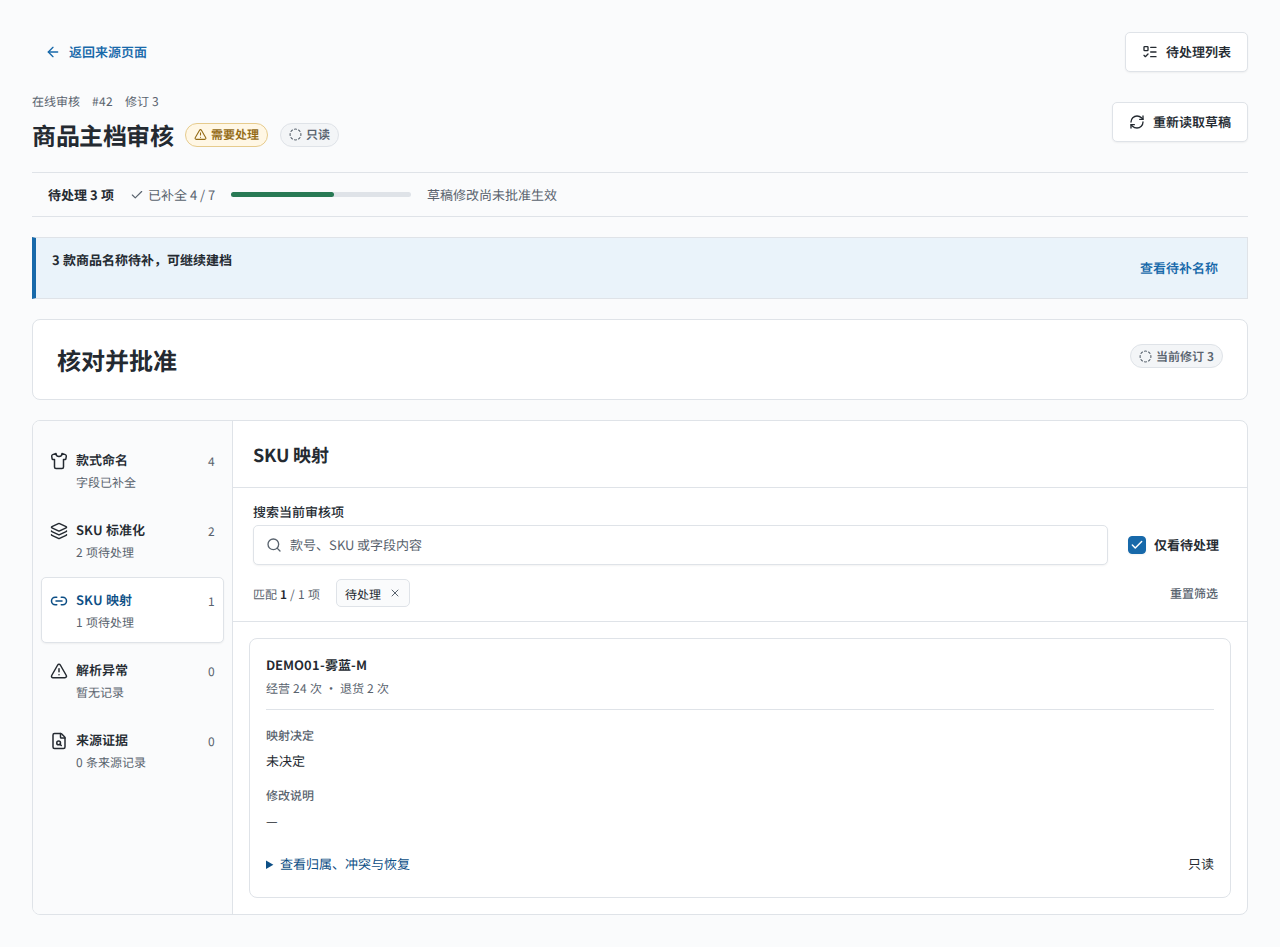 返回来源页面
待处理列表
在线审核 #42 修订 3
商品主档审核 需要处理 只读
重新读取草稿
待处理 3 项 已补全 4 / 7 草稿修改尚未批准生效
3 款商品名称待补，可继续建档
查看待补名称
核对并批准
当前修订 3
款式命名 4
字段已补全
SKU 标准化 2
2 项待处理
SKU 映射 1
1 项待处理
解析异常 0
暂无记录
来源证据 0
0 条来源记录
SKU 映射
搜索当前审核项
款号、SKU 或字段内容
仅看待处理
匹配 1 / 1 项 待处理 ×
重置筛选
DEMO01-雾蓝-M
经营 24 次 · 退货 2 次
映射决定
未决定
修改说明
—
查看归属、冲突与恢复
只读